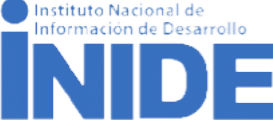 Instituto Nacional de
Información de Desarrollo
iNIDE